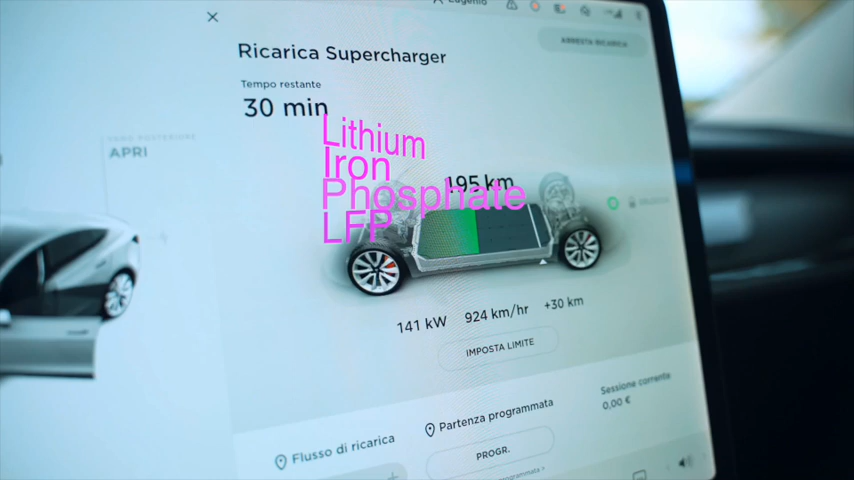 Eugenio
ARRESTA RICARICA
Ricarica Supercharger
Tempo restante
30 min
APRI
Lithium
Iron
195 km
Phosphate
LFP
141 kW 924 km/hr +30 km
IMPOSTA LIMITE
Sessione corrente
0,00 €
Partenza programmata
Flusso di ricarica
PROGR.